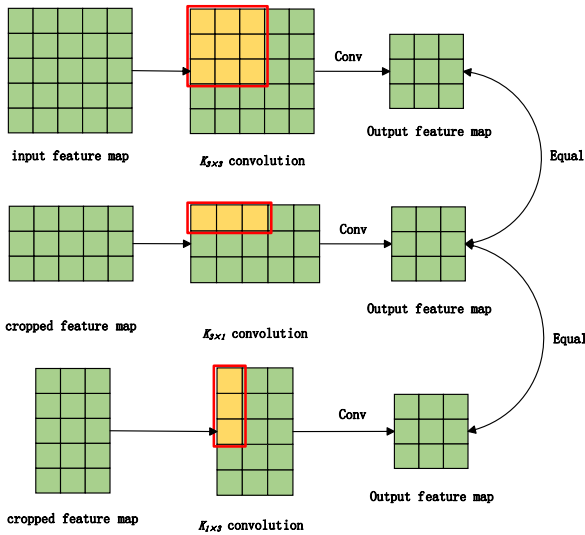 Conv
Output feature map
input feature map
K3×3 convolution
Equal
Conv
Output feature map
cropped feature map
K3×1 convolution
Equal
Conv
Output feature map
cropped feature map
K1×3 convolution